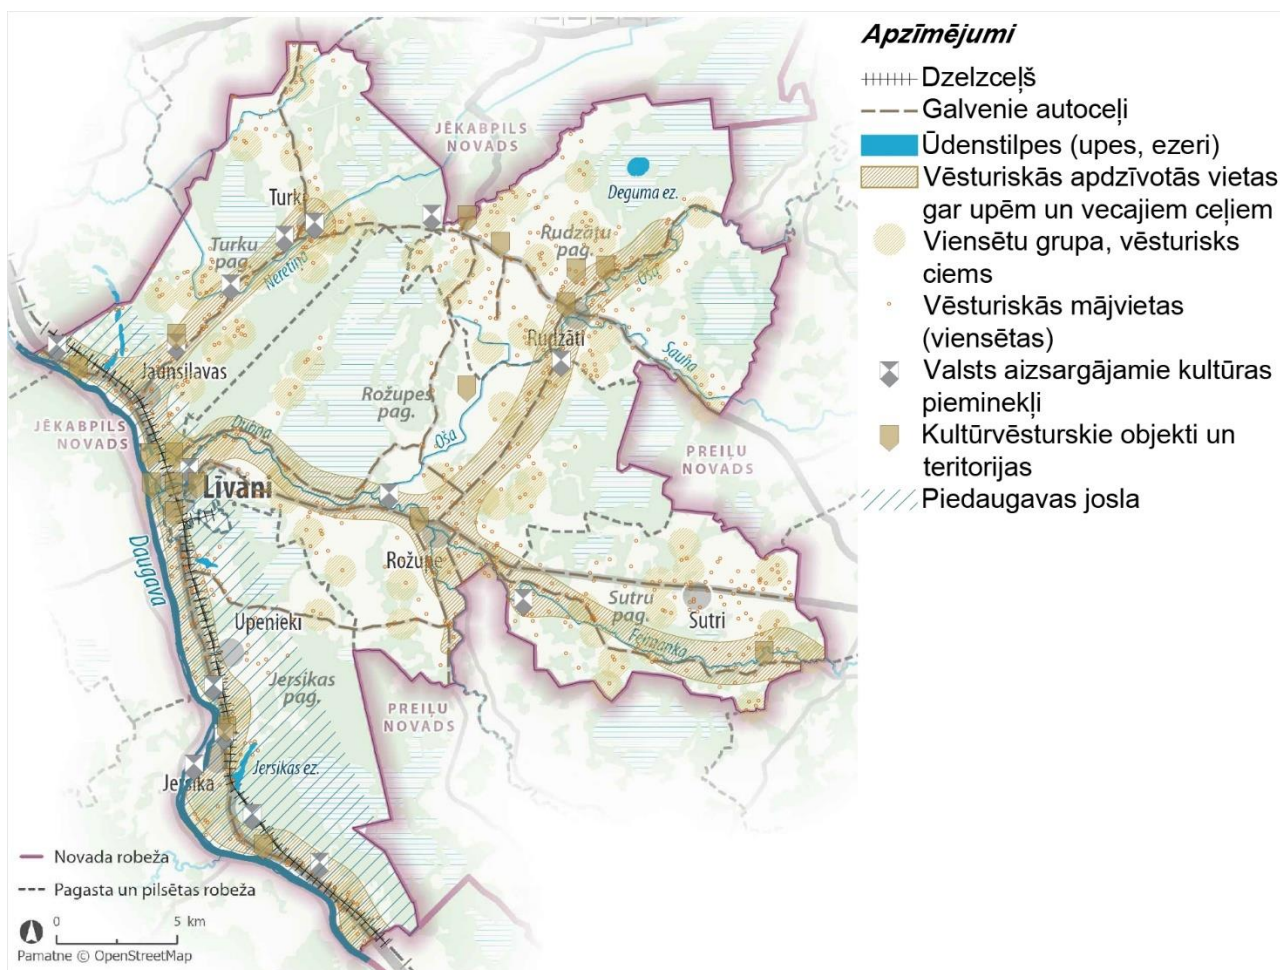 JĒKABPILS
NOVADS
Deguma ez.
Turki
Turku
pag.
Neretiņa
Rudzātu
pag.
Oša
Rudzāti
Sauna
Jaunsilavas
Rožupes
pag.
Oša
JĒKABPILS
NOVADS
Dubna
PREIĻU
NOVADS
Līvāni
Daugava
Rožupe
Sutru
pag.
Sutri
Feimanka
Upenieki
Jersikas
pag.
PREIĻU
NOVADS
Jersikas ez.
Jersika
Novada robeža
Pagasta un pilsētas robeža
0 5 km
Pamatne © OpenStreetMap
Apzīmējumi
Dzelzceļš
Galvenie autoceļi
Ūdenstilpes (upes, ezeri)
Vēsturiskās apdzīvotās vietas
gar upēm un vecajiem ceļiem
Viensētu grupa, vēsturisks
ciems
Vēsturiskās mājvietas
(viensētas)
Valsts aizsargājamie kultūras
pieminekļi
Kultūrvēsturskie objekti un
teritorijas
Piedaugavas josla